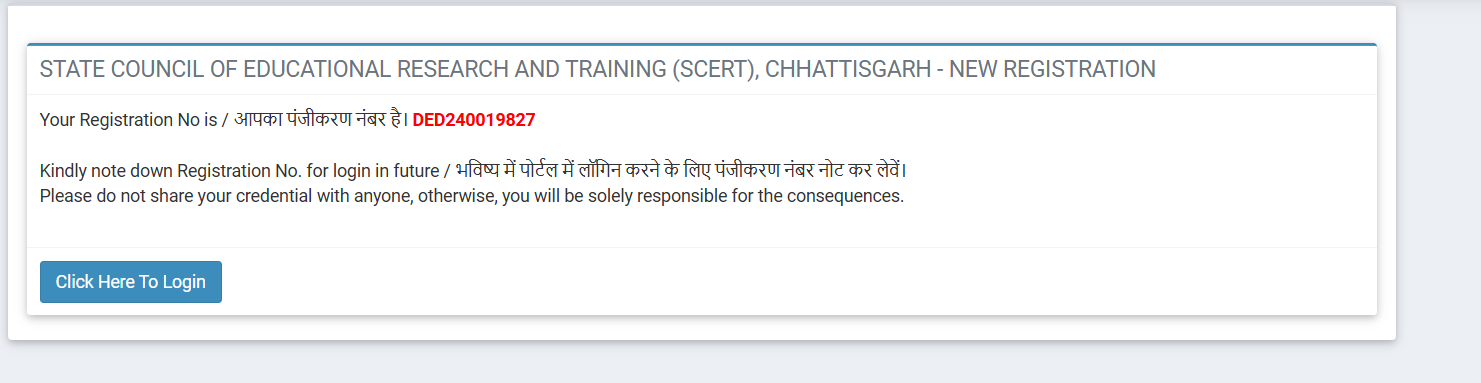 STATE COUNCIL OF EDUCATIONAL RESEARCH AND TRAINING (SCERT), CHHATTISGARH - NEW REGISTRATION
Your Registration No is / आपका पंजीकरण नंबर है। DED240019827
Kindly note down Registration No. for login in future / भविष्य में पोर्टल में लॉगिन करने के लिए पंजीकरण नंबर नोट कर लेवें।
Please do not share your credential with anyone, otherwise, you will be solely responsible for the consequences.
Click Here To Login